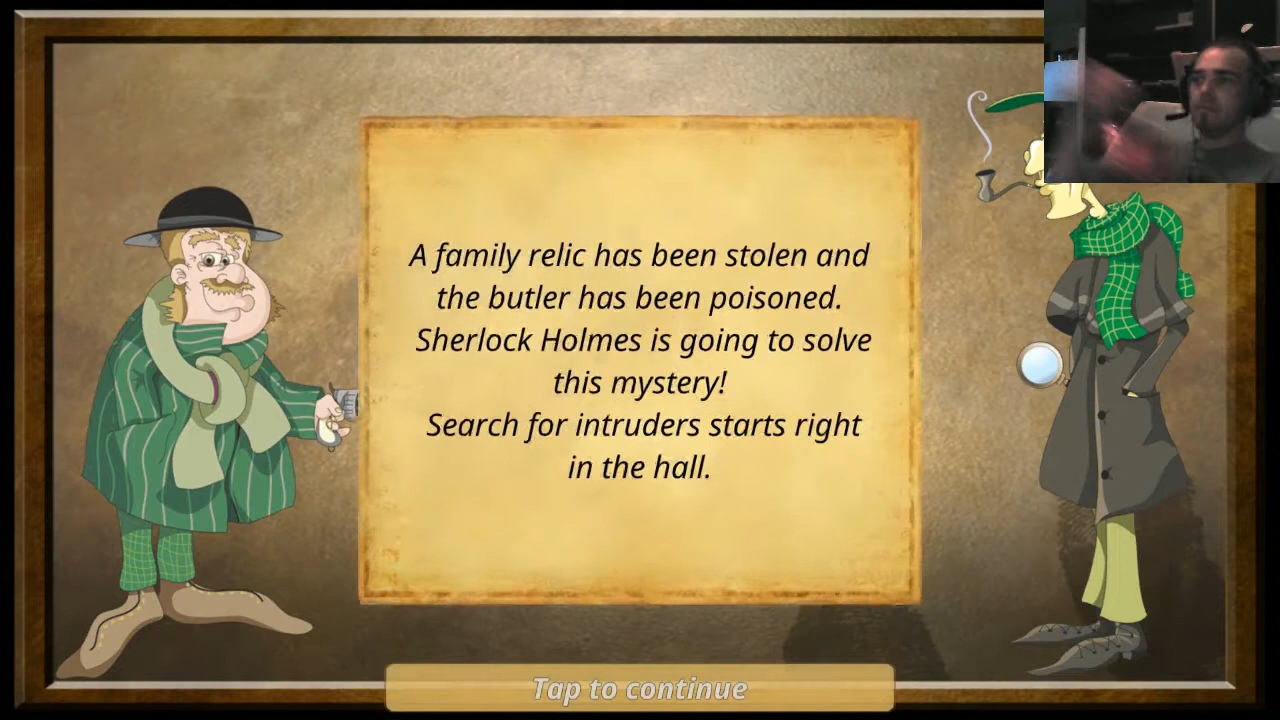 A family relic has been stolen and
the butler has been poisoned.
Sherlock Holmes is going to solve
this mystery!
Search for intruders starts right
in the hall.
Tap to continue